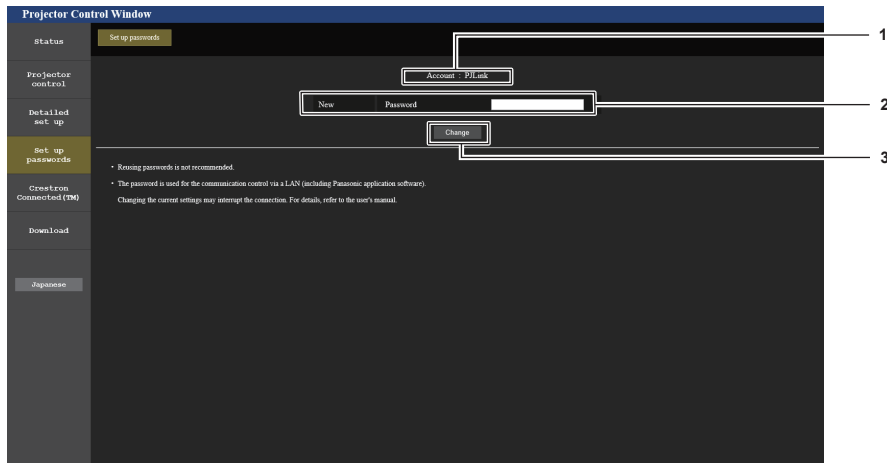 Projector Control Window
Status
Set up passwords
1
Projector
control
Account : PJLink
Detailed
set up
New Password
2
Change
Set up
passwords
3
• Reusing passwords is not recommended.
• The password is used for the communication control via a LAN (including Panasonic application software).
Changing the current settings may interrupt the connection. For details, refer to the user's manual.
Crestron
Connected(TM)
Download
Japanese